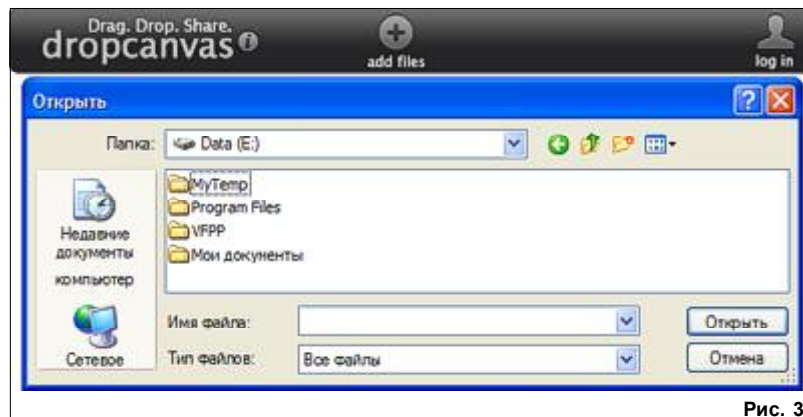 Drag. Drop. Share.
dropcanvas
add files
log in
Открыть
Папка: Data (E:)
MyTemp
Program Files
VFPP
Мои документы
Недавние
документы
компьютер
Сетевое
Имя файла:
Открыть
Тип файлов: Все файлы
Отмена
Рис. 3